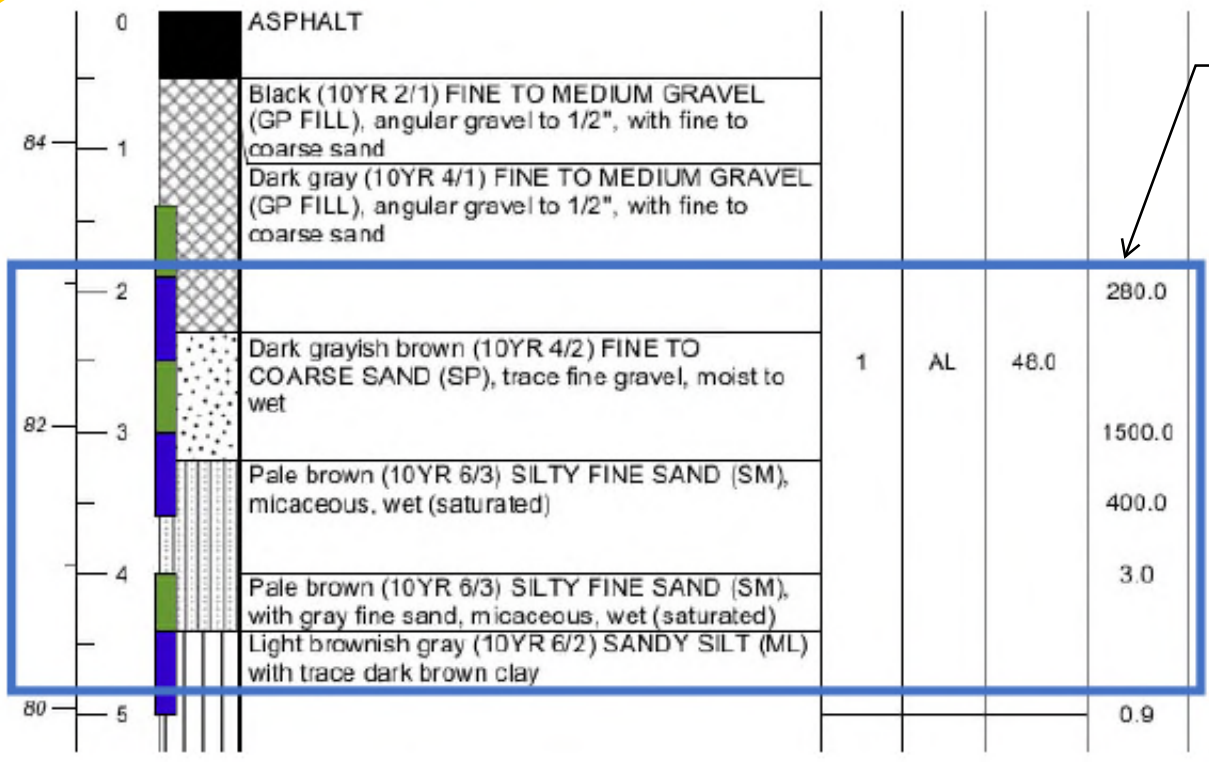 0 ASPHALT
Black (10YR 2/1) FINE TO MEDIUM GRAVEL
(GP FILL), angular gravel to 1/2", with fine to
84 1 coarse sand
Dark gray (10YR 4/1) FINE TO MEDIUM GRAVEL
(GP FILL), angular gravel to 1/2", with fine to
coarse sand
2 280.0
Dark grayish brown (10YR 4/2) FINE TO
COARSE SAND (SP), trace fine gravel, moist to 1 AL 48.0
wet
82 3 1500.0
Pale brown (10YR 6/3) SILTY FINE SAND (SM),
micaceous, wet (saturated) 400.0
4 3.0
Pale brown (10YR 6/3) SILTY FINE SAND (SM),
with gray fine sand, micaceous, wet (saturated)
Light brownish gray (10YR 6/2) SANDY SILT (ML)
with trace dark brown clay
80 5 0.9